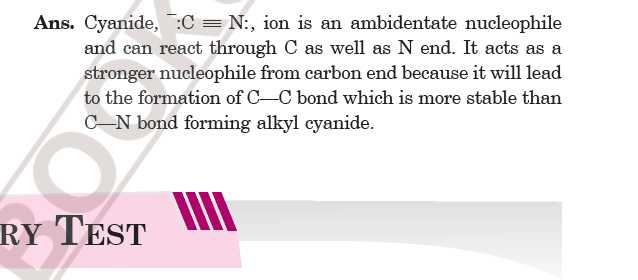 Ans. Cyanide, ⁻:C ≡ N:, ion is an ambidentate nucleophile
and can react through C as well as N end. It acts as a
stronger nucleophile from carbon end because it will lead
to the formation of C—C bond which is more stable than
C—N bond forming alkyl cyanide.
RY TEST